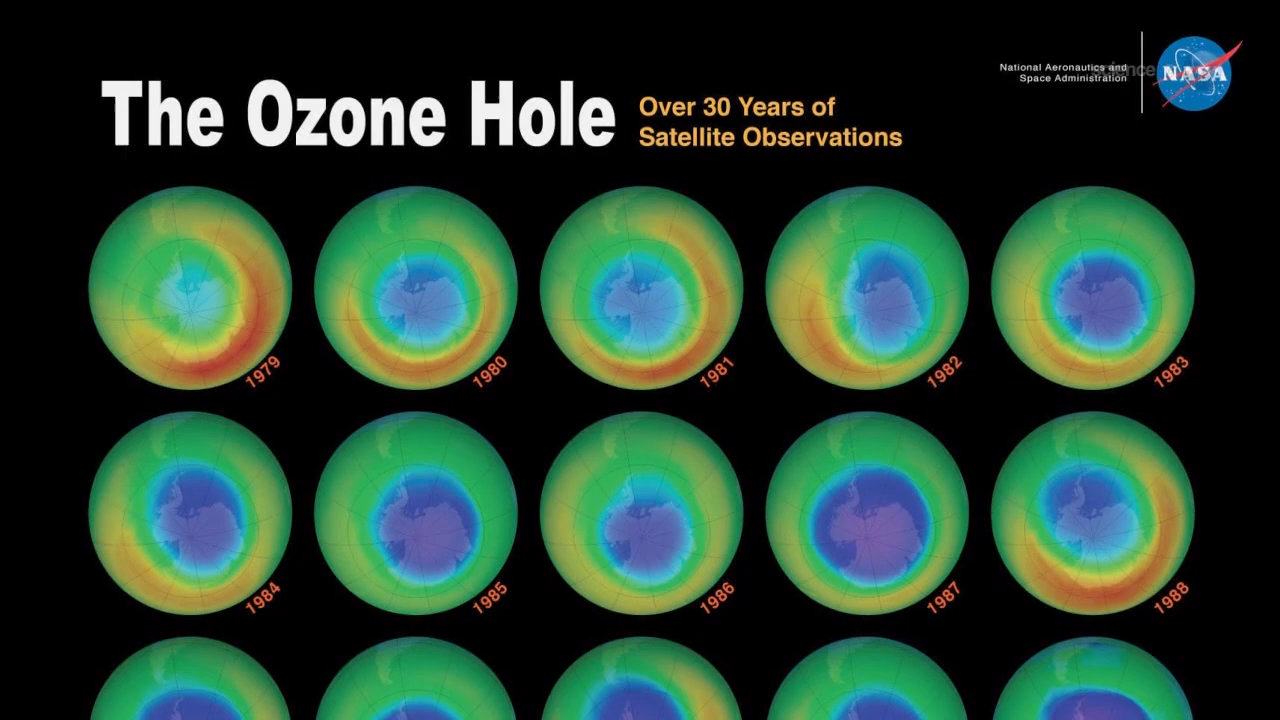 National Aeronautics and
Space Administration
science
NASA
The Ozone Hole
Over 30 Years of
Satellite Observations
1979
1980
1981
1982
1983
1984
1985
1986
1987
1988